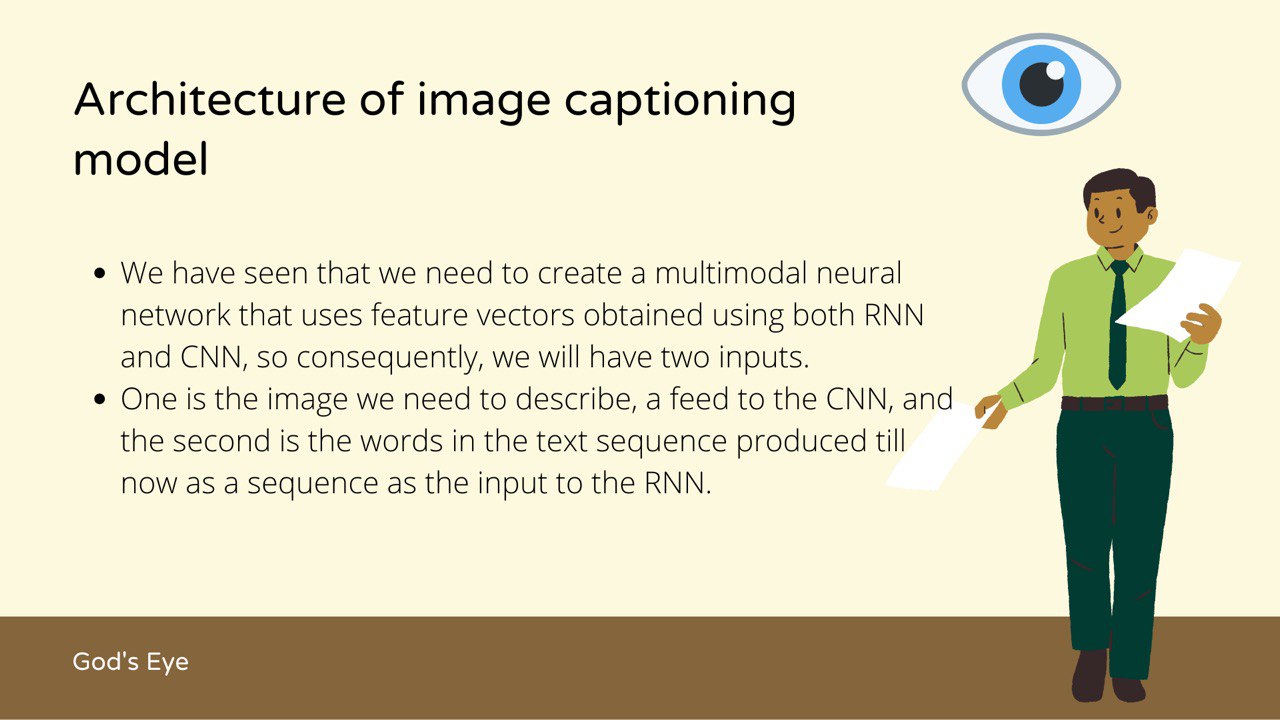 Architecture of image captioning
model
• We have seen that we need to create a multimodal neural
network that uses feature vectors obtained using both RNN
and CNN, so consequently, we will have two inputs.
• One is the image we need to describe, a feed to the CNN, and
the second is the words in the text sequence produced till
now as a sequence as the input to the RNN.
God's Eye